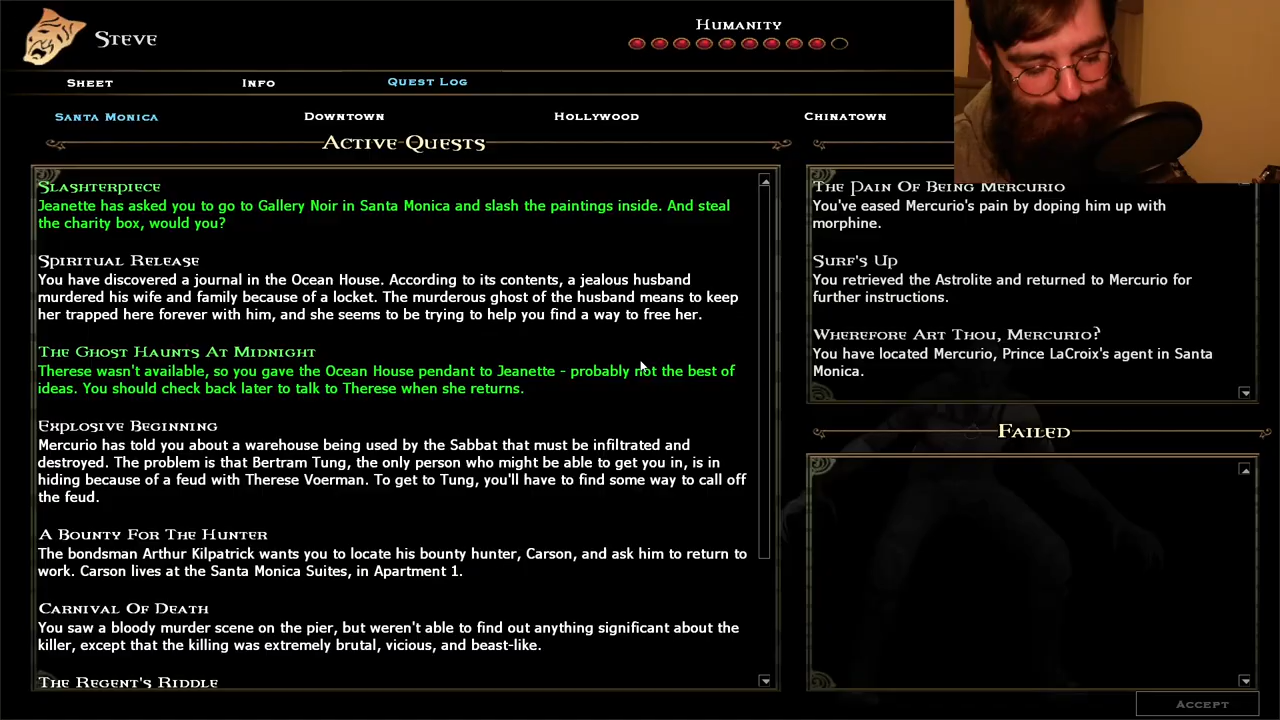 Steve
Humanity
Sheet
Info
Quest Log
Santa Monica
Downtown
Hollywood
Chinatown
Active Quests
Slashterpiece
Jeanette has asked you to go to Gallery Noir in Santa Monica and slash the paintings inside. And steal
the charity box, would you?
Spiritual Release
You have discovered a journal in the Ocean House. According to its contents, a jealous husband
murdered his wife and family because of a locket. The murderous ghost of the husband means to keep
her trapped here forever with him, and she seems to be trying to help you find a way to free her.
The Ghost Haunts At Midnight
Therese wasn't available, so you gave the Ocean House pendant to Jeanette - probably not the best of
ideas. You should check back later to talk to Therese when she returns.
Explosive Beginning
Mercurio has told you about a warehouse being used by the Sabbat that must be infiltrated and
destroyed. The problem is that Bertram Tung, the only person who might be able to get you in, is in
hiding because of a feud with Therese Voerman. To get to Tung, you'll have to find some way to call off
the feud.
A Bounty For The Hunter
The bondsman Arthur Kilpatrick wants you to locate his bounty hunter, Carson, and ask him to return to
work. Carson lives at the Santa Monica Suites, in Apartment 1.
Carnival Of Death
You saw a bloody murder scene on the pier, but weren't able to find out anything significant about the
killer, except that the killing was extremely brutal, vicious, and beast-like.
The Regent's Riddle
The Pain Of Being Mercurio
You've eased Mercurio's pain by doping him up with
morphine.
Surf's Up
You retrieved the Astrolite and returned to Mercurio for
further instructions.
Wherefore Art Thou, Mercurio?
You have located Mercurio, Prince LaCroix's agent in Santa
Monica.
Failed
Accept